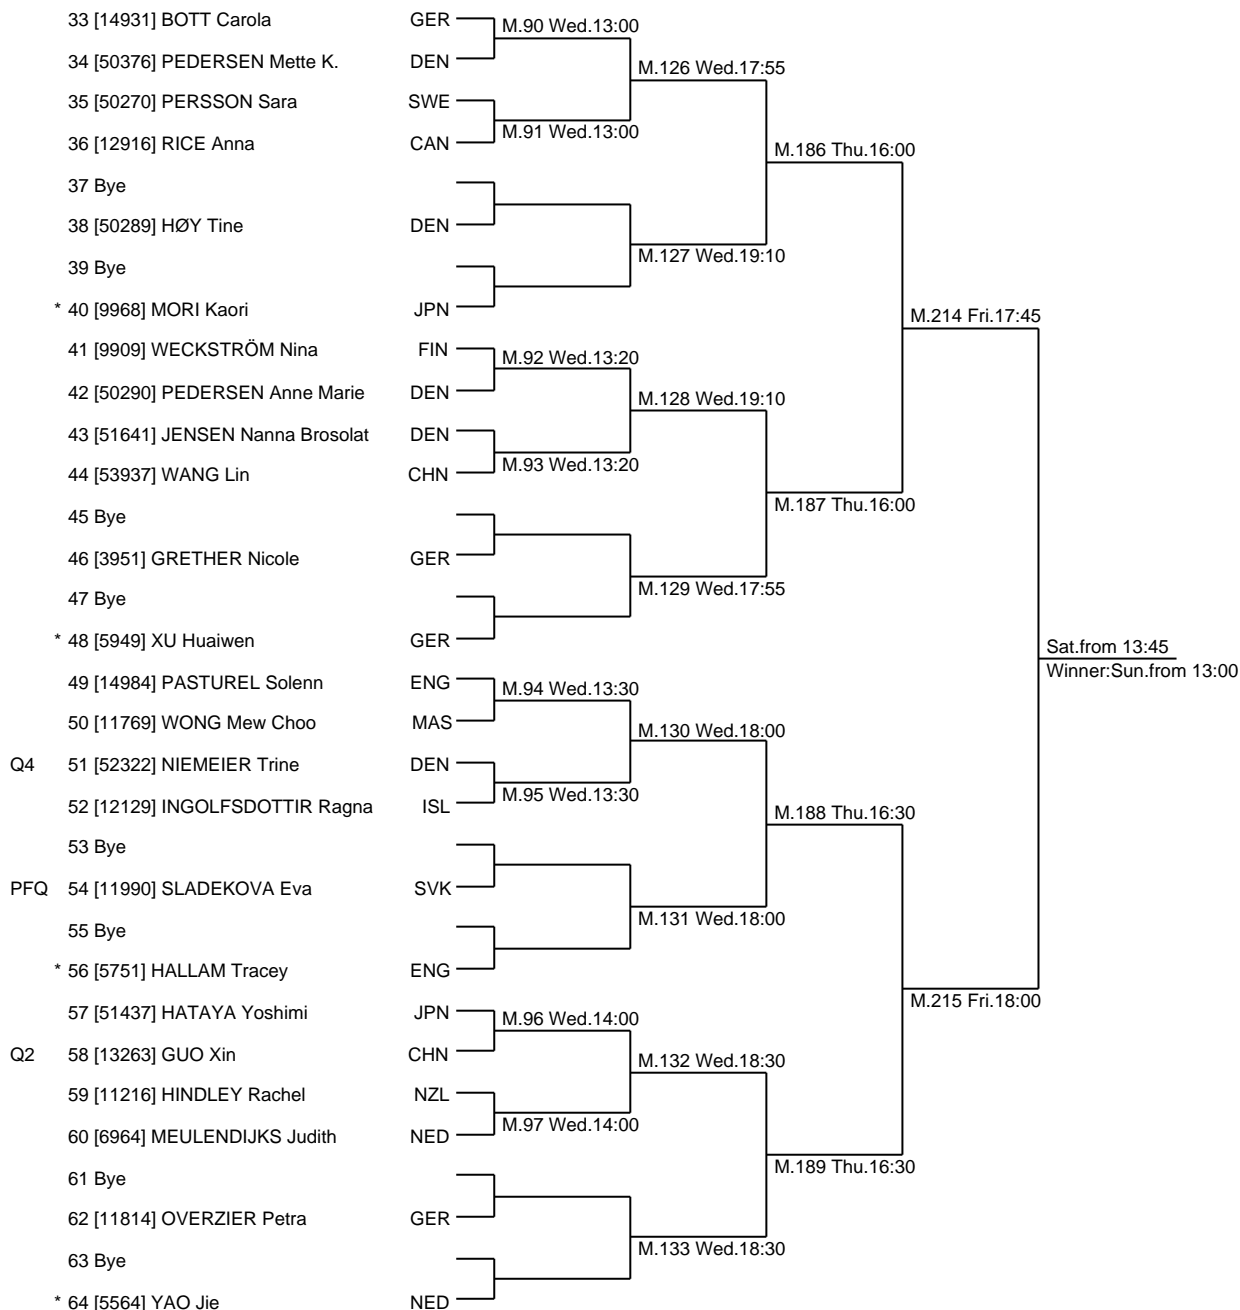 33 [14931] BOTT Carola GER
M.90 Wed.13:00
34 [50376] PEDERSEN Mette K. DEN
M.126 Wed.17:55
35 [50270] PERSSON Sara SWE
M.91 Wed.13:00
36 [12916] RICE Anna CAN
M.186 Thu.16:00
37 Bye
38 [50289] HØY Tine DEN
M.127 Wed.19:10
39 Bye
* 40 [9968] MORI Kaori JPN
M.214 Fri.17:45
41 [9909] WECKSTRÖM Nina FIN
M.92 Wed.13:20
42 [50290] PEDERSEN Anne Marie DEN
M.128 Wed.19:10
43 [51641] JENSEN Nanna Brosolat DEN
M.93 Wed.13:20
44 [53937] WANG Lin CHN
M.187 Thu.16:00
45 Bye
46 [3951] GRETHER Nicole GER
M.129 Wed.17:55
47 Bye
* 48 [5949] XU Huaiwen GER
Sat.from 13:45
Winner:Sun.from 13:00
49 [14984] PASTUREL Solenn ENG
M.94 Wed.13:30
50 [11769] WONG Mew Choo MAS
M.130 Wed.18:00
Q4 51 [52322] NIEMEIER Trine DEN
M.95 Wed.13:30
52 [12129] INGOLFSDOTTIR Ragna ISL
M.188 Thu.16:30
53 Bye
PFQ 54 [11990] SLADEKOVA Eva SVK
M.131 Wed.18:00
55 Bye
* 56 [5751] HALLAM Tracey ENG
M.215 Fri.18:00
57 [51437] HATAYA Yoshimi JPN
M.96 Wed.14:00
Q2 58 [13263] GUO Xin CHN
M.132 Wed.18:30
59 [11216] HINDLEY Rachel NZL
M.97 Wed.14:00
60 [6964] MEULENDIJKS Judith NED
M.189 Thu.16:30
61 Bye
62 [11814] OVERZIER Petra GER
M.133 Wed.18:30
63 Bye
* 64 [5564] YAO Jie NED